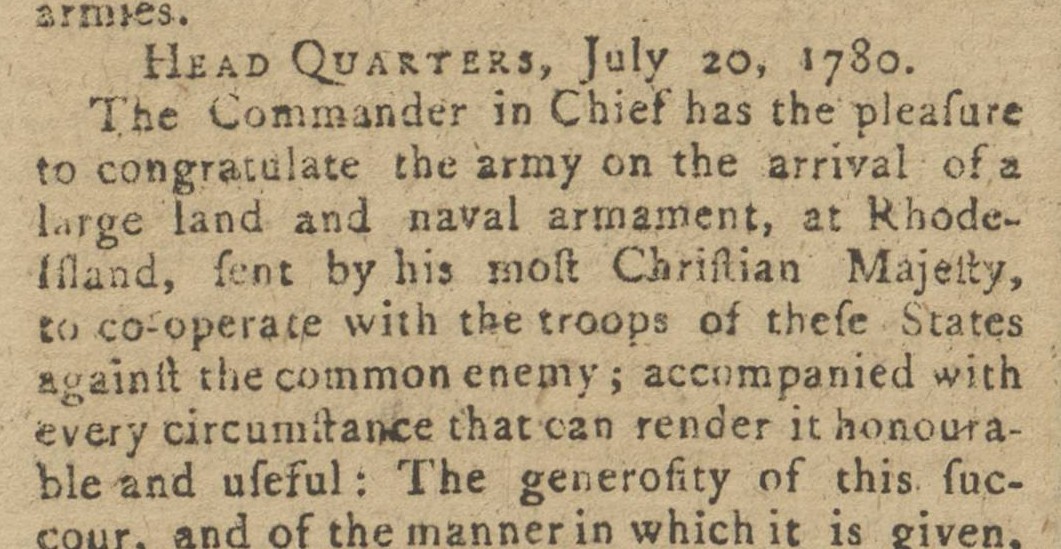 armies.
HEAD QUARTERS, July 20, 1780.
The Commander in Chief has the pleaſure
to congratulate the army on the arrival of a
large land and naval armament, at Rhode-
Iſland, ſent by his moſt Chriſtian Majeſty,
to co-operate with the troops of theſe States
againſt the common enemy; accompanied with
every circumſtance that can render it honoura-
ble and uſeful: The generoſity of this ſuc-
cour, and of the manner in which it is given,